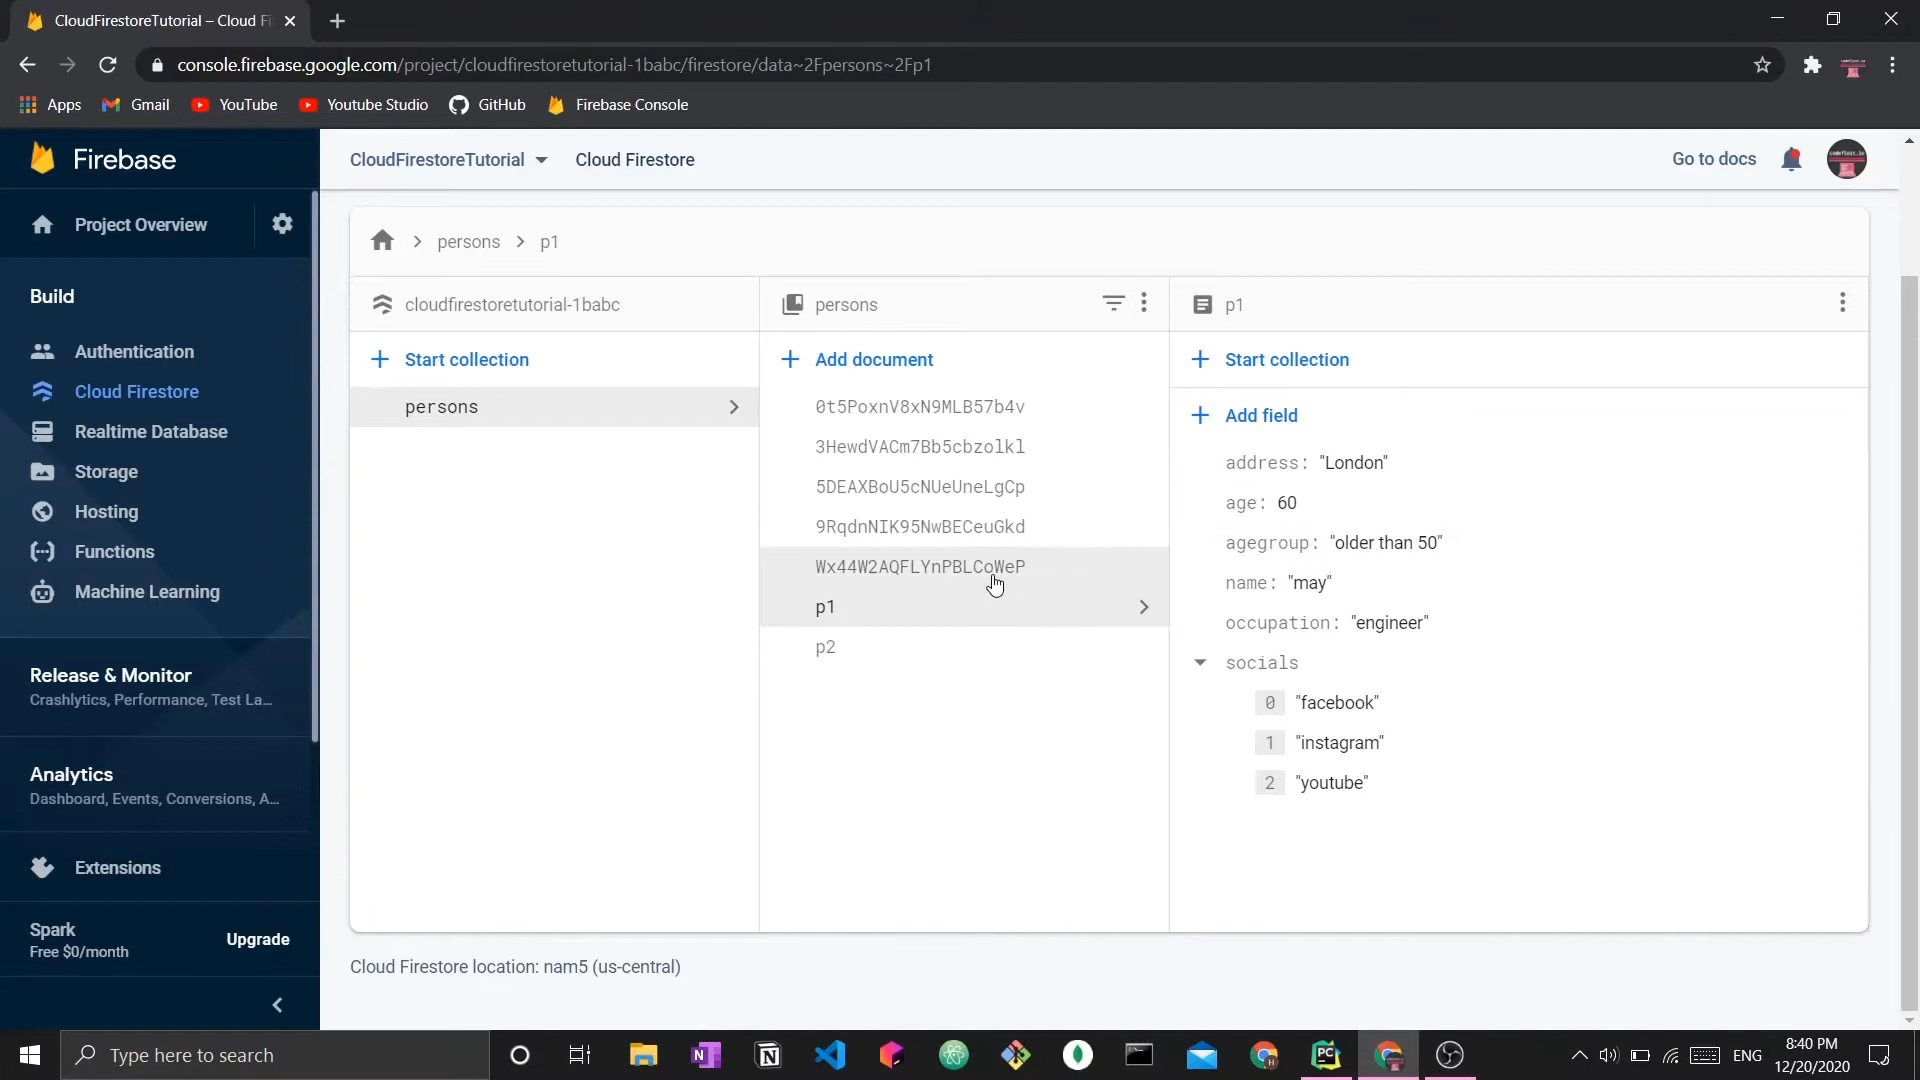 CloudFirestoreTutorial – Cloud Fi
console.firebase.google.com/project/cloudfirestoretutorial-1babc/firestore/data~2Fpersons~2Fp1
Apps Gmail YouTube Youtube Studio GitHub Firebase Console
Firebase
CloudFirestoreTutorial Cloud Firestore Go to docs
Project Overview
persons p1
Build
cloudfirestoretutorial-1babc persons p1
Authentication
Start collection Add document Start collection
Cloud Firestore
persons 0t5PoxnV8xN9MLB57b4v Add field
Realtime Database
3HewdVACm7Bb5cbzolkl address: "London"
Storage
5DEAXBoU5cNUeUneLgCp age: 60
Hosting
9RqdnNIK95NwBECeuGkd agegroup: "older than 50"
Functions
Wx44W2AQFLYnPBLCoWeP name: "may"
Machine Learning
p1 occupation: "engineer"
p2 socials
Release & Monitor
Crashlytics, Performance, Test La...
0 "facebook"
1 "instagram"
2 "youtube"
Analytics
Dashboard, Events, Conversions, A...
Extensions
Spark
Free $0/month Upgrade
Cloud Firestore location: nam5 (us-central)
Type here to search
ENG
8:40 PM
12/20/2020